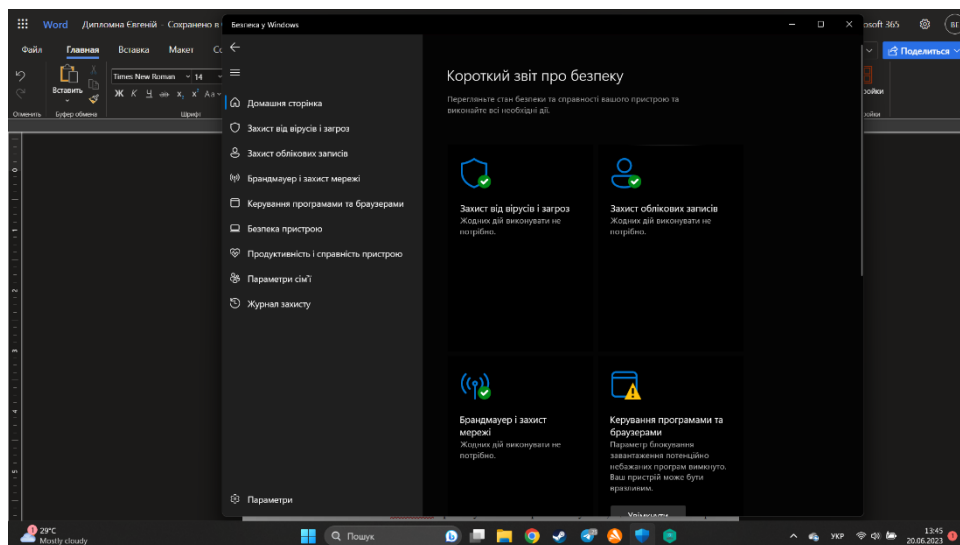 Word Дипломна Євгеній - Сохранено в
Безпека у Windows
osoft 365
ВГ
Файл Главная Вставка Макет
Поделиться
Times New Roman 14
Вставить
Ж К Ч ab x, x' Aa
Отменить Буфер обмена Шрифт
Домашня сторінка
Захист від вірусів і загроз
Захист облікових записів
Брандмауер і захист мережі
Керування програмами та браузерами
Безпека пристрою
Продуктивність і справність пристрою
Параметри сім'ї
Журнал захисту
Параметри
Короткий звіт про безпеку
Перегляньте стан безпеки та справності вашого пристрою та
виконайте всі необхідні дії.
Захист від вірусів і загроз
Жодних дій виконувати не
потрібно.
Захист облікових записів
Жодних дій виконувати не
потрібно.
Брандмауер і захист
мережі
Жодних дій виконувати не
потрібно.
Керування програмами та
браузерами
Параметр блокування
завантаження потенційно
небажаних програм вимкнуто.
Ваш пристрій може бути
вразливим.
Увімкнути
29°C
Mostly cloudy
Пошук
УКР
13:45
20.06.2023